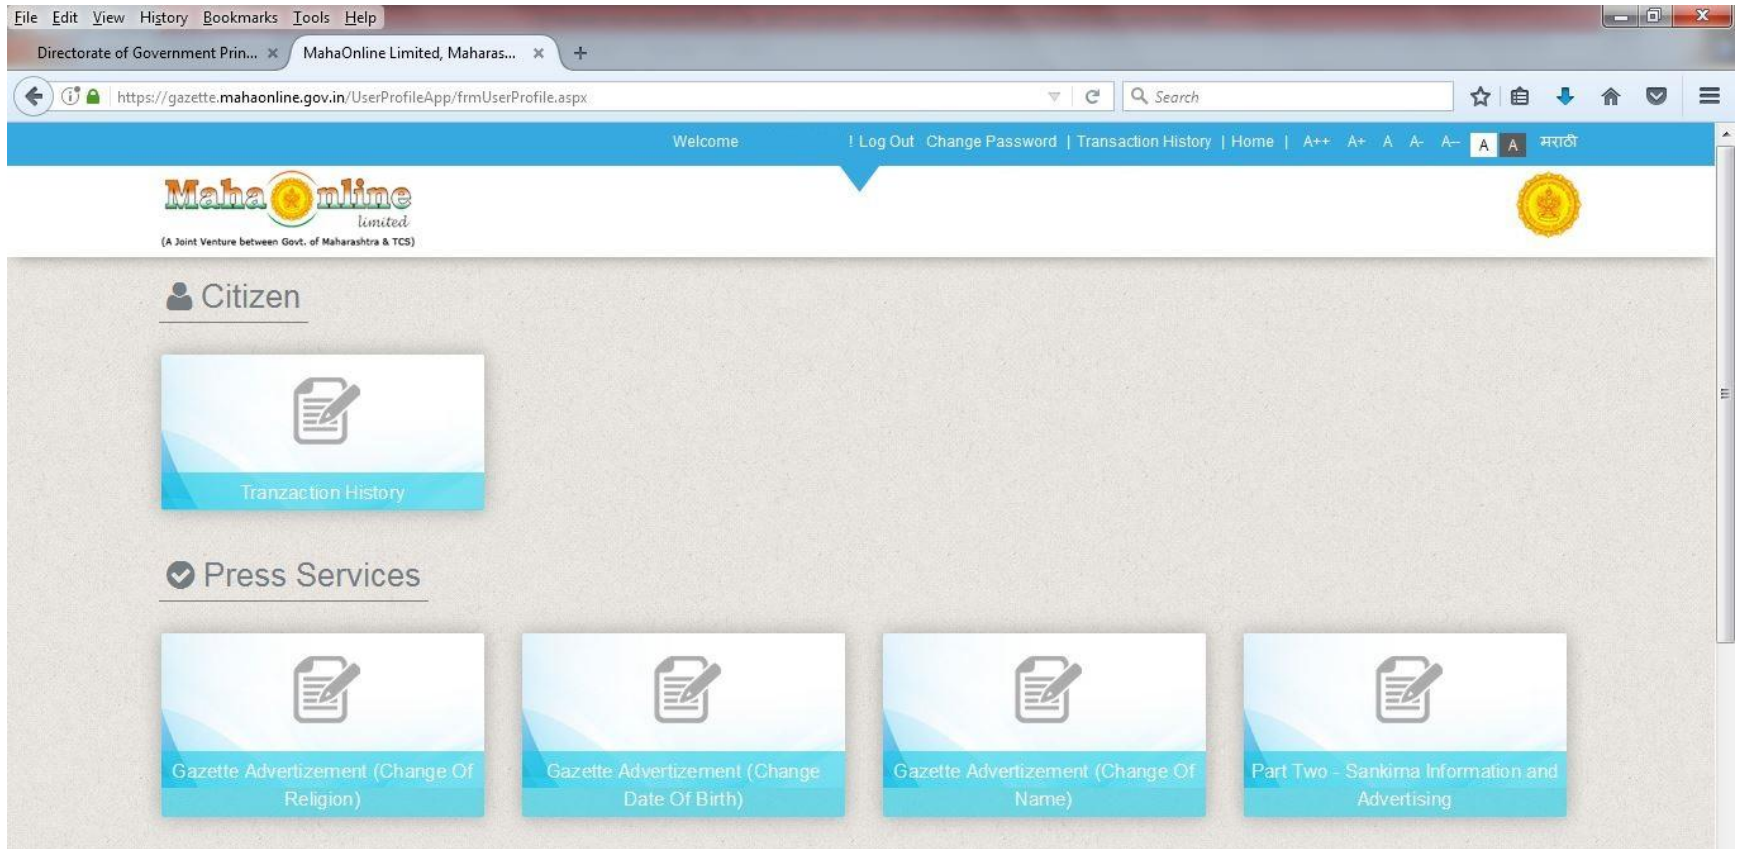 File Edit View History Bookmarks Tools Help
Directorate of Government Prin... × MahaOnline Limited, Maharas... × +
https://gazette.mahaonline.gov.in/UserProfileApp/frmUserProfile.aspx Search
Welcome ! Log Out Change Password | Transaction History | Home | A++ A+ A A- A-- A A मराठी
MahaOnline
limited
(A Joint Venture between Govt. of Maharashtra & TCS)
Citizen
Tranzaction History
Press Services
Gazette Advertizement (Change Of
Religion)
Gazette Advertizement (Change
Date Of Birth)
Gazette Advertizement (Change Of
Name)
Part Two - Sankirna Information and
Advertising